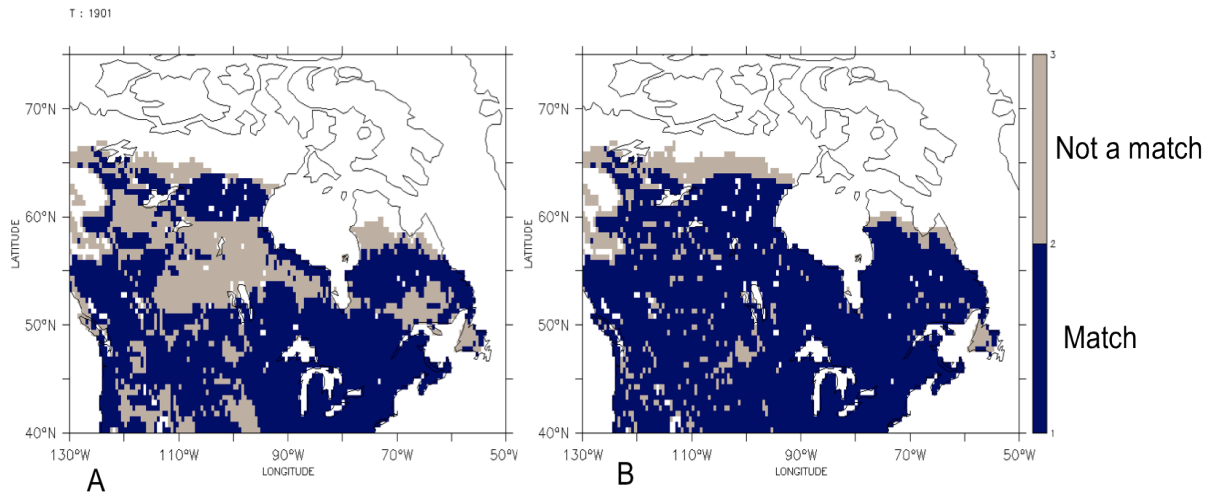 T : 1901
70°N
60°N
50°N
40°N
LATITUDE
130°W
110°W
90°W
70°W
50°W
LONGITUDE
A
70°N
60°N
50°N
40°N
LATITUDE
130°W
110°W
90°W
70°W
50°W
LONGITUDE
B
3
Not a match
2
Match
1